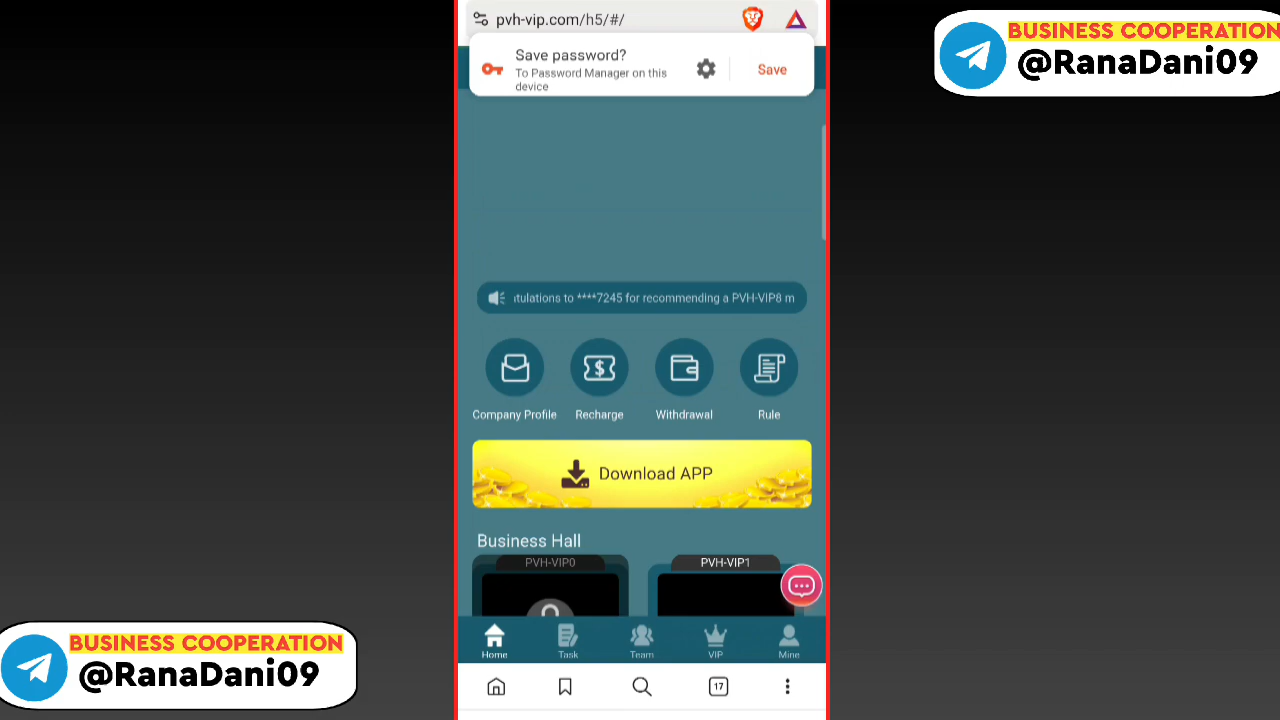 pvh-vip.com/h5/#/
Save password?
To Password Manager on this
device
Save
BUSINESS COOPERATION
@RanaDani09
tulations to ****7245 for recommending a PVH-VIP8 m
Company Profile
Recharge
Withdrawal
Rule
Download APP
Business Hall
PVH-VIP0
PVH-VIP1
Home
Task
Team
VIP
Mine
17
BUSINESS COOPERATION
@RanaDani09